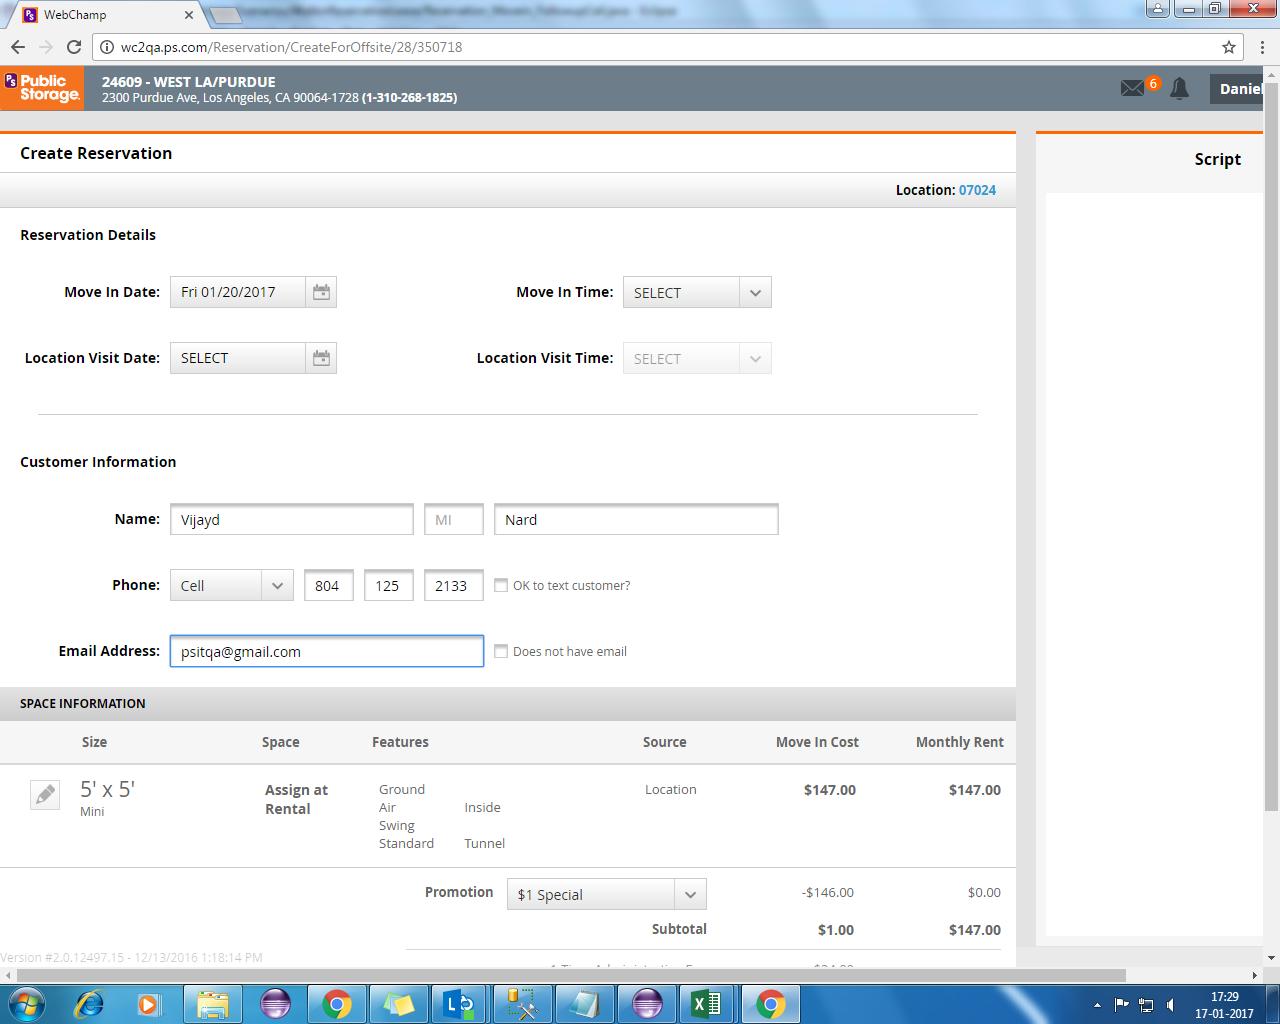 WebChamp
wc2qa.ps.com/Reservation/CreateForOffsite/28/350718
PS Public Storage.
24609 - WEST LA/PURDUE
2300 Purdue Ave, Los Angeles, CA 90064-1728 (1-310-268-1825)
6
Daniel
Create Reservation
Script
Location: 07024
Reservation Details
Move In Date: Fri 01/20/2017 Move In Time: SELECT
Location Visit Date: SELECT Location Visit Time: SELECT
Customer Information
Name: Vijayd MI Nard
Phone: Cell 804 125 2133 OK to text customer?
Email Address: psitqa@gmail.com Does not have email
SPACE INFORMATION
Size Space Features Source Move In Cost Monthly Rent
5' x 5' Assign at Ground Location $147.00 $147.00
Mini Rental Air Inside
Swing
Standard Tunnel
Promotion $1 Special -$146.00 $0.00
Subtotal $1.00 $147.00
Version #2.0.12497.15 - 12/13/2016 1:18:14 PM
17:29
17-01-2017